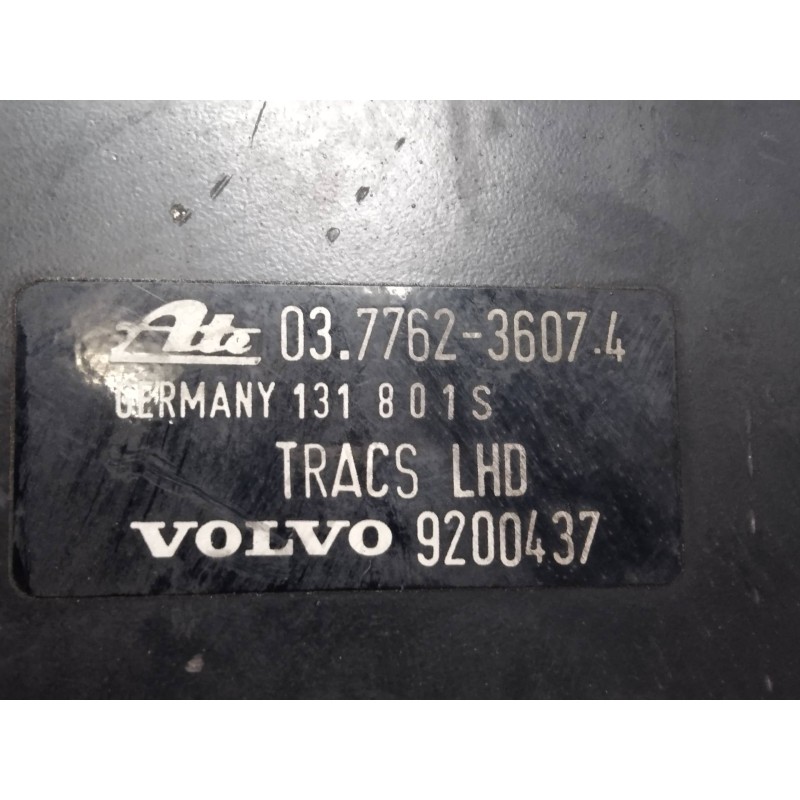 Ate 03.7762-3607.4
GERMANY 131 801S
TRACS LHD
VOLVO 9200437